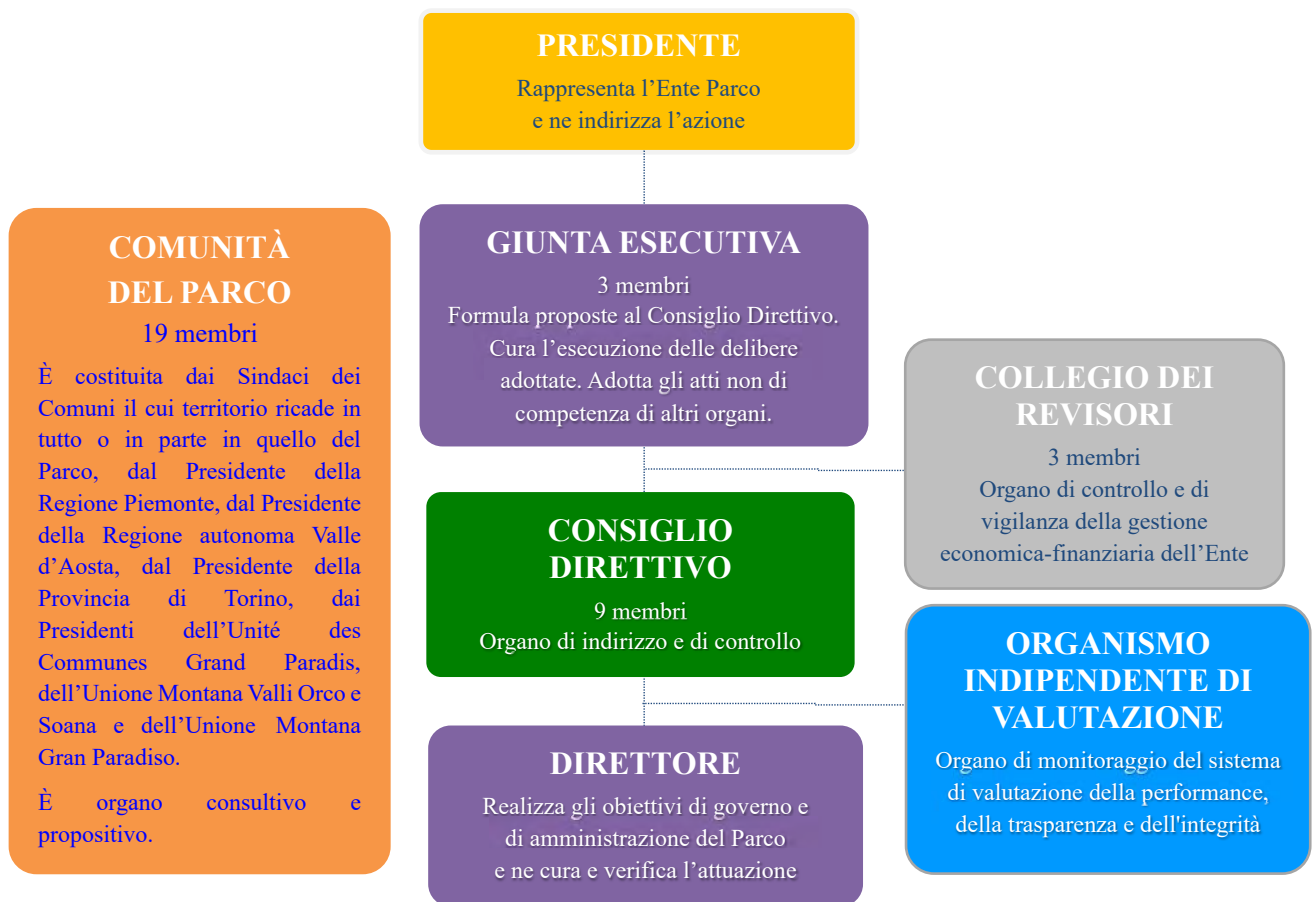 PRESIDENTE
Rappresenta l’Ente Parco
e ne indirizza l’azione
COMUNITÀ
DEL PARCO
19 membri
È costituita dai Sindaci dei
Comuni il cui territorio ricade in
tutto o in parte in quello del
Parco, dal Presidente della
Regione Piemonte, dal Presidente
della Regione autonoma Valle
d’Aosta, dal Presidente della
Provincia di Torino, dai
Presidenti dell’Unité des
Communes Grand Paradis,
dell’Unione Montana Valli Orco e
Soana e dell’Unione Montana
Gran Paradiso.
È organo consultivo e
propositivo.
GIUNTA ESECUTIVA
3 membri
Formula proposte al Consiglio Direttivo.
Cura l’esecuzione delle delibere
adottate. Adotta gli atti non di
competenza di altri organi.
COLLEGIO DEI
REVISORI
3 membri
Organo di controllo e di
vigilanza della gestione
economica-finanziaria dell’Ente
CONSIGLIO
DIRETTIVO
9 membri
Organo di indirizzo e di controllo
ORGANISMO
INDIPENDENTE DI
VALUTAZIONE
Organo di monitoraggio del sistema
di valutazione della performance,
della trasparenza e dell'integrità
DIRETTORE
Realizza gli obiettivi di governo e
di amministrazione del Parco
e ne cura e verifica l’attuazione